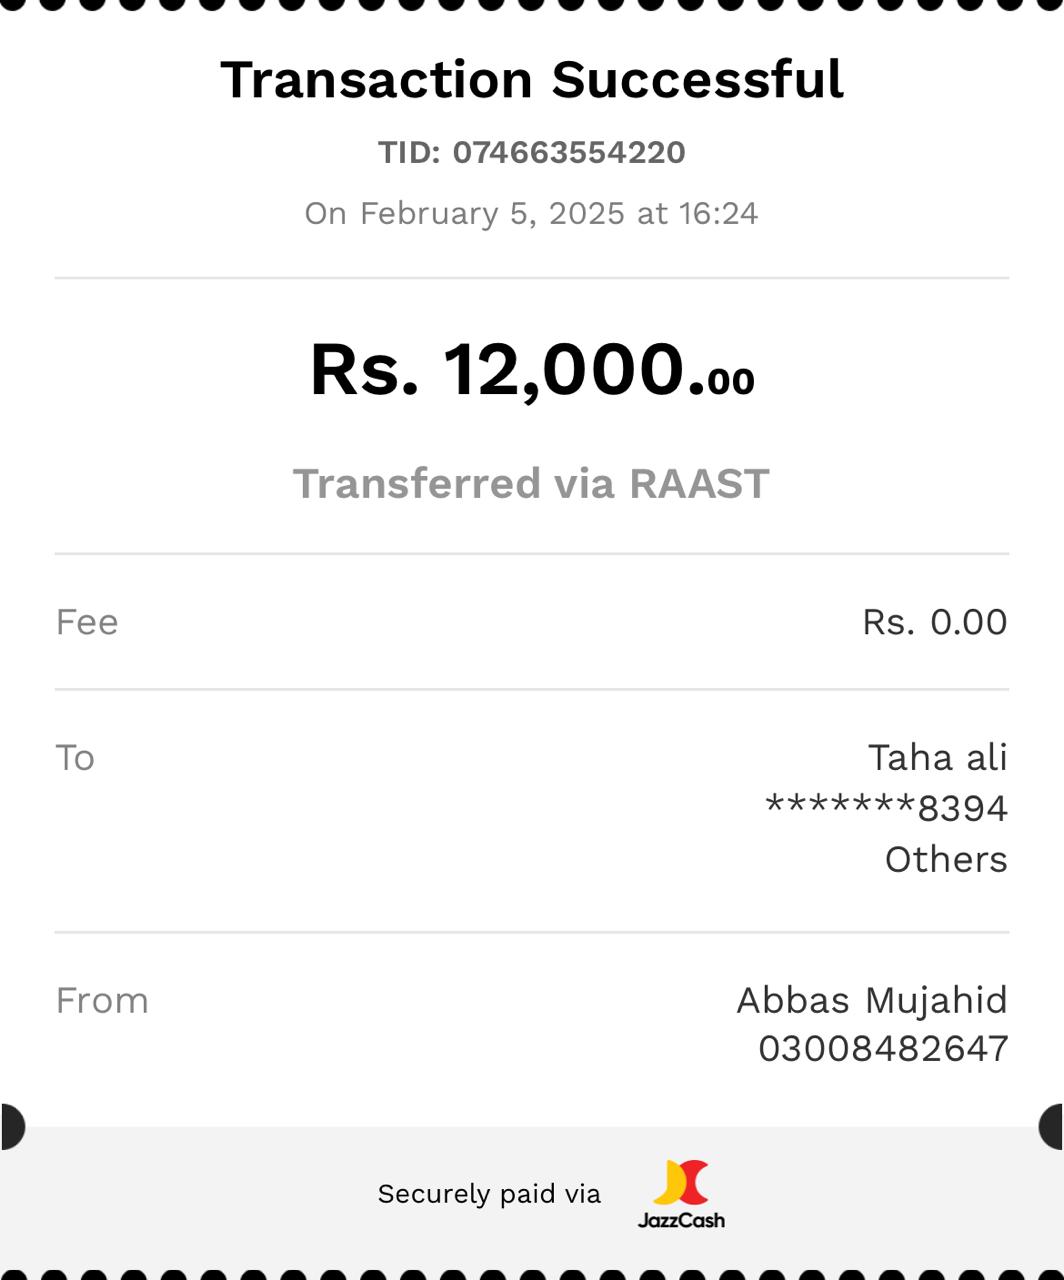 Transaction Successful
TID: 074663554220
On February 5, 2025 at 16:24
Rs. 12,000.00
Transferred via RAAST
Fee Rs. 0.00
To Taha ali
*******8394
Others
From Abbas Mujahid
03008482647
Securely paid via JazzCash